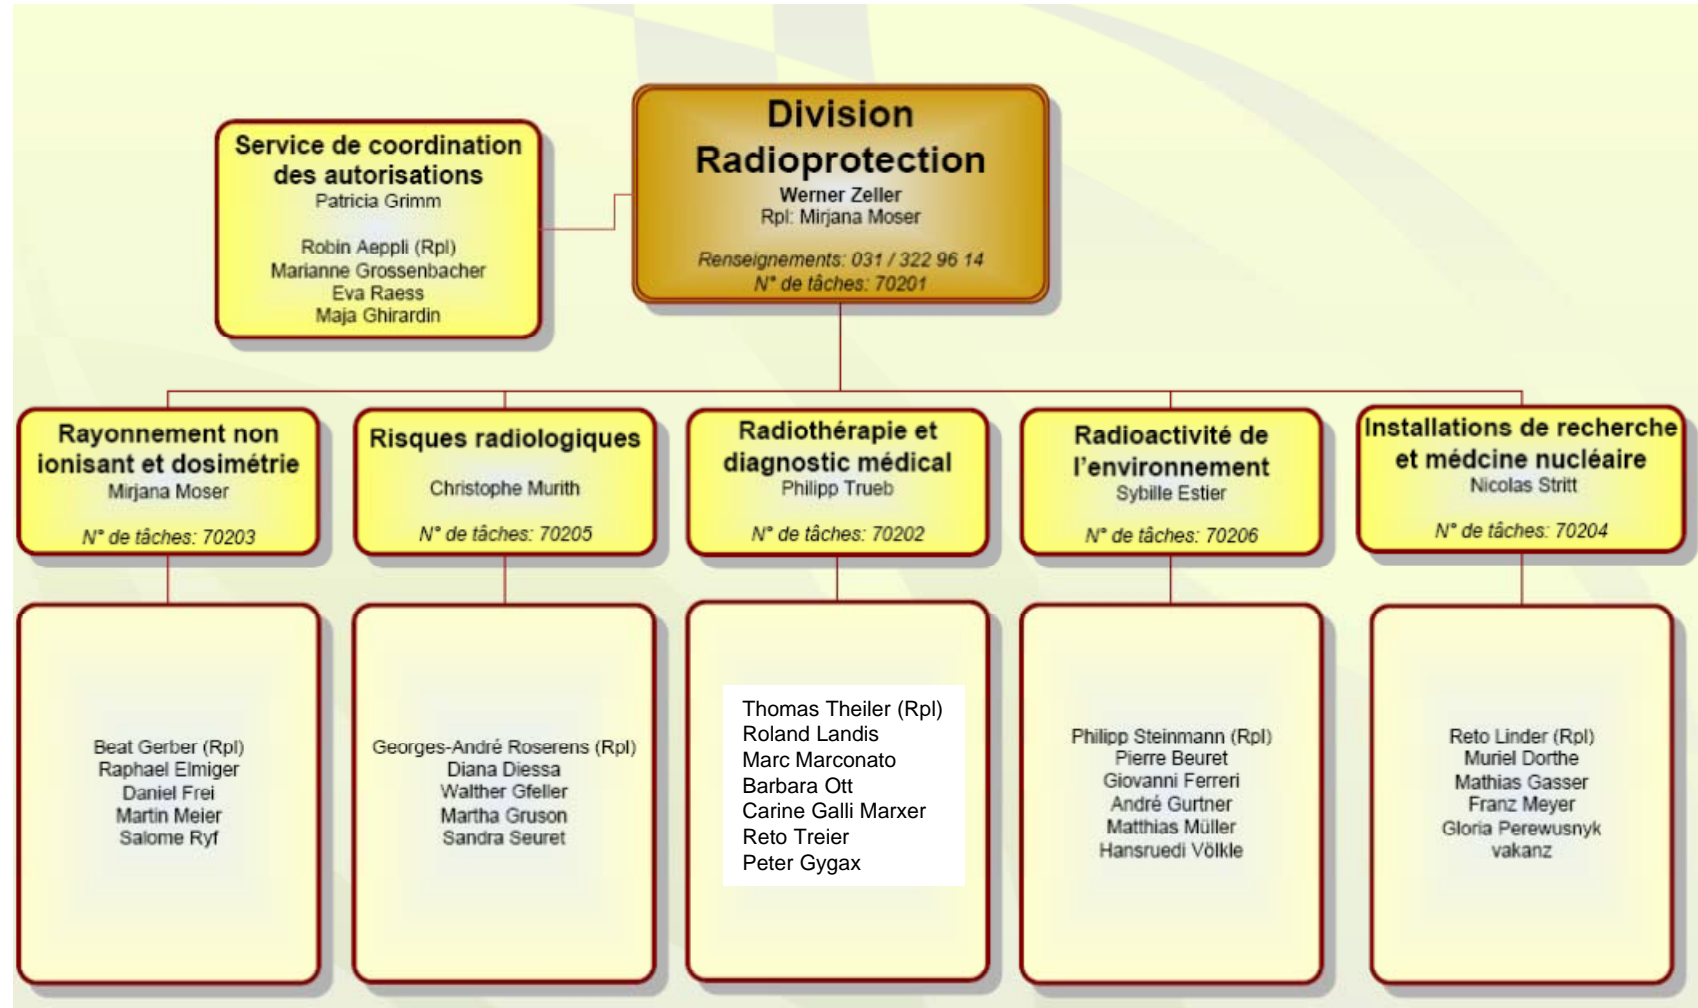 Division
Radioprotection
Werner Zeller
Rpl: Mirjana Moser
Renseignements: 031 / 322 96 14
N° de tâches: 70201
Service de coordination
des autorisations
Patricia Grimm
Robin Aeppli (Rpl)
Marianne Grossenbacher
Eva Raess
Maja Ghirardin
Rayonnement non
ionisant et dosimétrie
Mirjana Moser
N° de tâches: 70203
Risques radiologiques
Christophe Murith
N° de tâches: 70205
Radiothérapie et
diagnostic médical
Philipp Trueb
N° de tâches: 70202
Radioactivité de
l'environnement
Sybille Estier
N° de tâches: 70206
Installations de recherche
et médcine nucléaire
Nicolas Stritt
N° de tâches: 70204
Beat Gerber (Rpl)
Raphael Elmiger
Daniel Frei
Martin Meier
Salome Ryf
Georges-André Roserens (Rpl)
Diana Diessa
Walther Gfeller
Martha Gruson
Sandra Seuret
Thomas Theiler (Rpl)
Roland Landis
Marc Marconato
Barbara Ott
Carine Galli Marxer
Reto Treier
Peter Gygax
Philipp Steinmann (Rpl)
Pierre Beuret
Giovanni Ferreri
André Gurtner
Matthias Müller
Hansruedi Völkle
Reto Linder (Rpl)
Muriel Dorthe
Mathias Gasser
Franz Meyer
Gloria Perewusnyk
vakanz